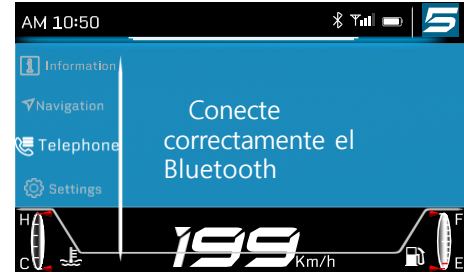 AM 10:50
5
Information
Navigation
Telephone
Settings
Conecte
correctamente el
Bluetooth
H
C
199
Km/h
F
E